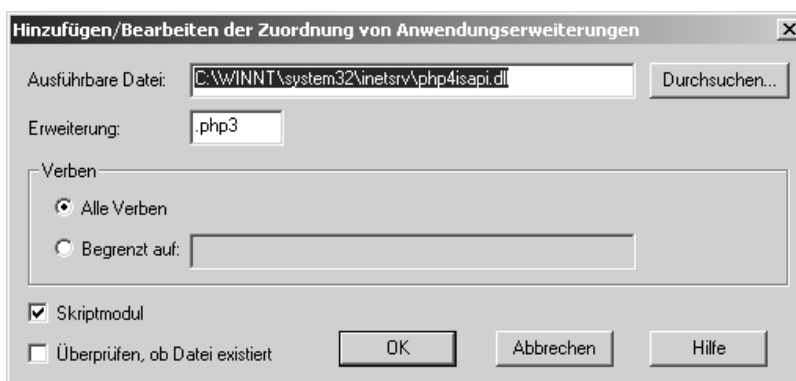 Hinzufügen/Bearbeiten der Zuordnung von Anwendungserweiterungen
Ausführbare Datei: C:\WINNT\system32\inetsrv\php4isapi.dll Durchsuchen...
Erweiterung: .php3
Verben
Alle Verben
Begrenzt auf:
Skriptmodul
Überprüfen, ob Datei existiert OK Abbrechen Hilfe